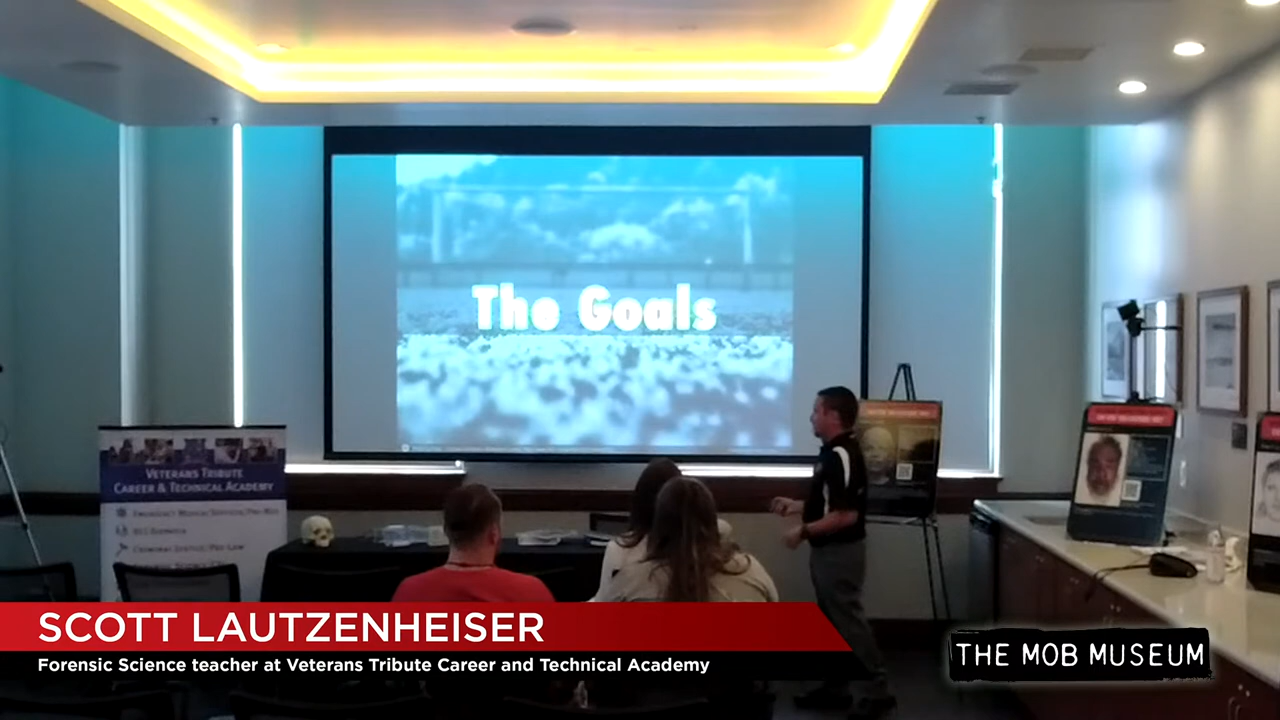 The Goals
VETERANS TRIBUTE
CAREER & TECHNICAL ACADEMY
SCOTT LAUTZENHEISER
Forensic Science teacher at Veterans Tribute Career and Technical Academy
THE MOB MUSEUM